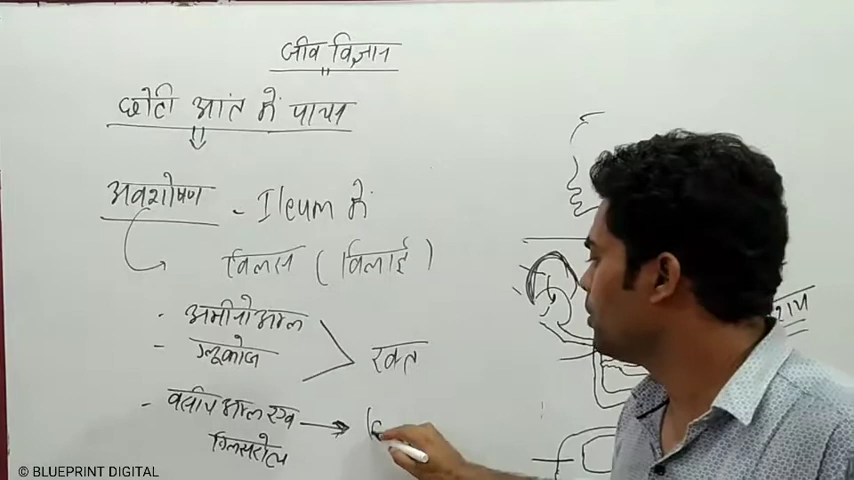 जीव विज्ञान
छोटी आंत में पाचन
अवशोषण - Ileum में
विलस ( विलाई )
- अमीनो अम्ल
- ग्लूकोज
रक्त
- वसीय अम्ल एवं
ग्लिसरोल
© BLUEPRINT DIGITAL